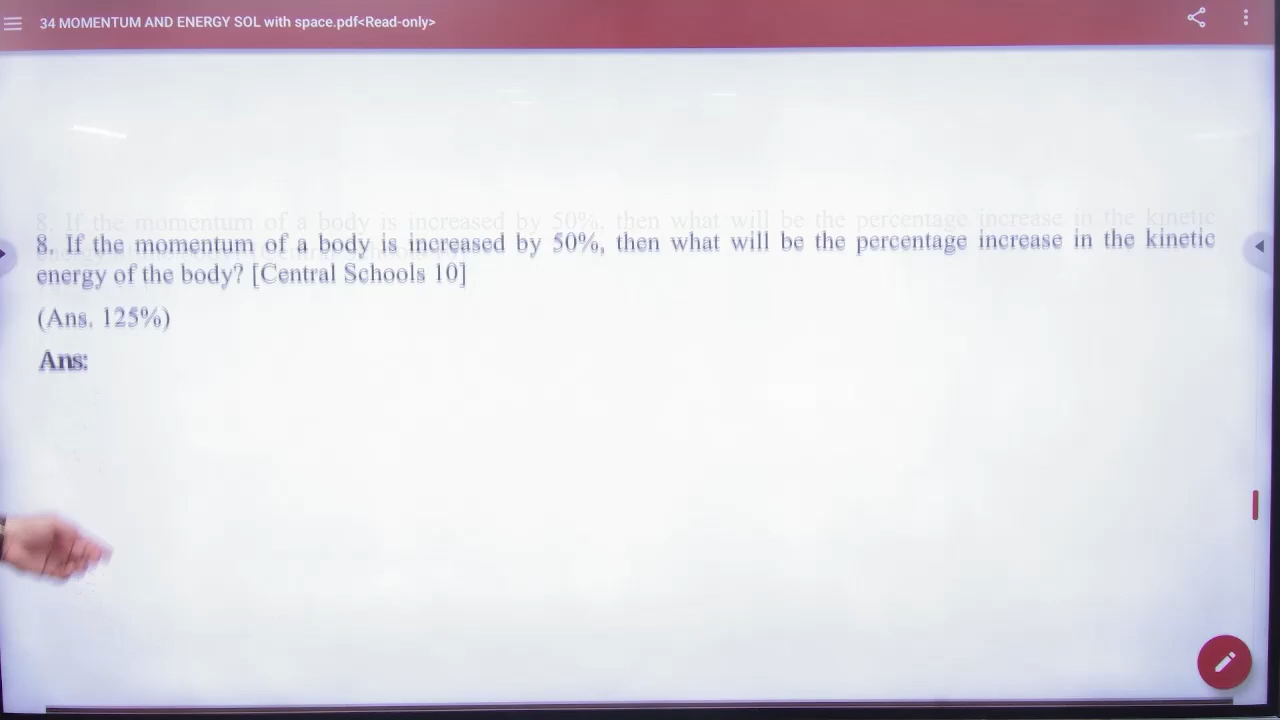 34 MOMENTUM AND ENERGY SOL with space.pdf<Read-only>
8. If the momentum of a body is increased by 50%, then what will be the percentage increase in the kinetic
energy of the body? [Central Schools 10]
(Ans. 125%)
Ans: